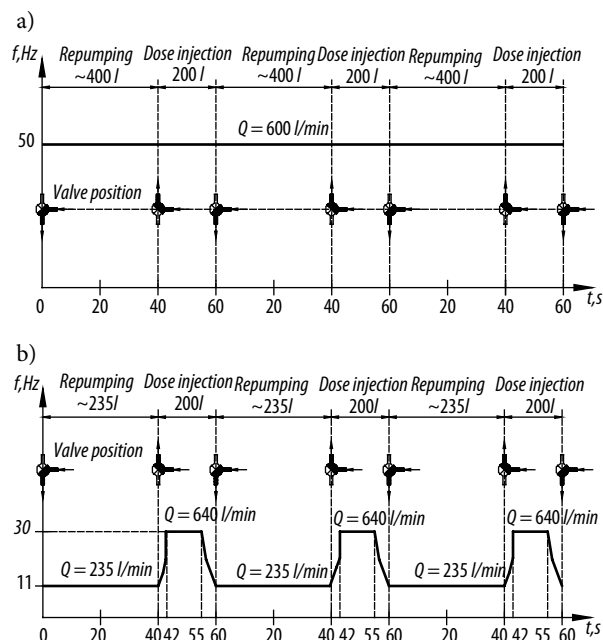 a)
f,Hz
Repumping Dose injection Repumping Dose injection Repumping Dose injection
~400 l 200 l ~400 l 200 l ~400 l 200 l
Q = 600 l/min
50
Valve position
0 20 40 60 20 40 60 20 40 60
t,s
b)
f,Hz
Repumping Dose injection Repumping Dose injection Repumping Dose injection
~235l 200l ~235l 200l ~235l 200l
Valve position
Q = 640 l/min Q = 640 l/min Q = 640 l/min
30
Q = 235 l/min Q = 235 l/min Q = 235 l/min
11
0 20 40 42 55 60 20 40 42 55 60 20 40 42 55 60
t,s